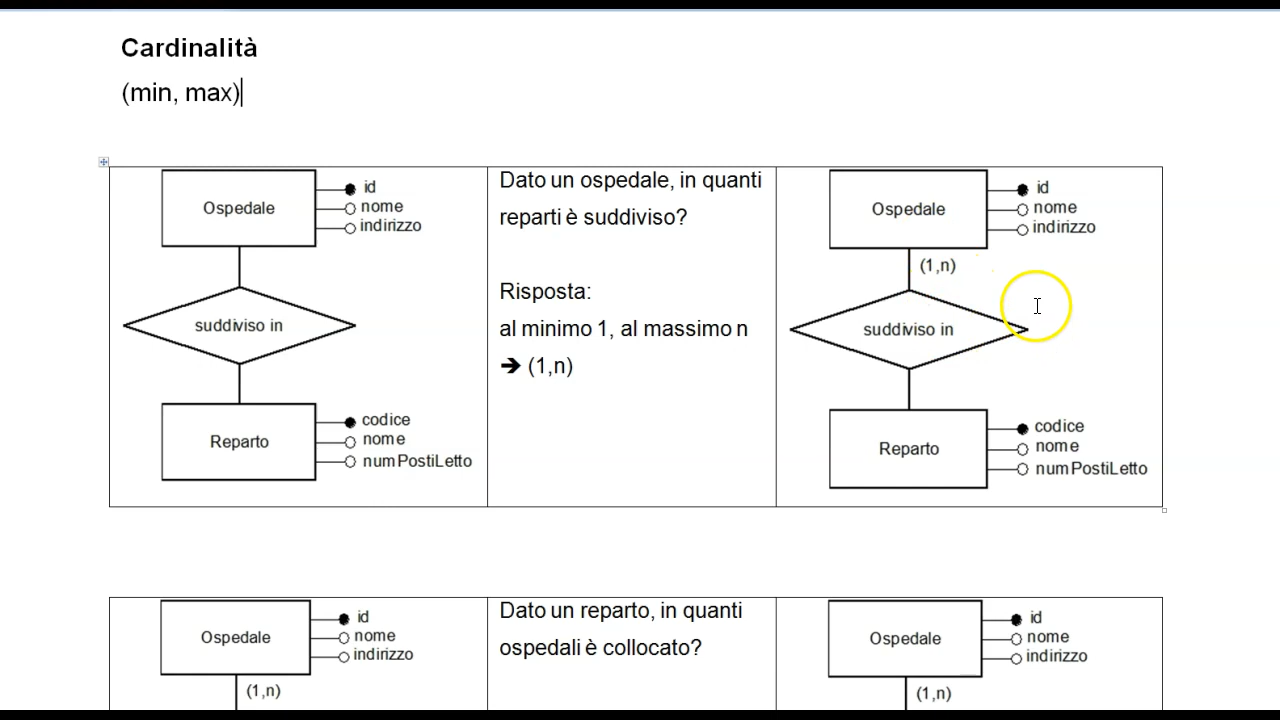 Cardinalità
(min, max)
Ospedale
id
nome
indirizzo
suddiviso in
Reparto
codice
nome
numPostiLetto
Dato un ospedale, in quanti
reparti è suddiviso?
Risposta:
al minimo 1, al massimo n
➔ (1,n)
Ospedale
id
nome
indirizzo
(1,n)
suddiviso in
Reparto
codice
nome
numPostiLetto
Ospedale
id
nome
indirizzo
(1,n)
Dato un reparto, in quanti
ospedali è collocato?
Ospedale
id
nome
indirizzo
(1,n)